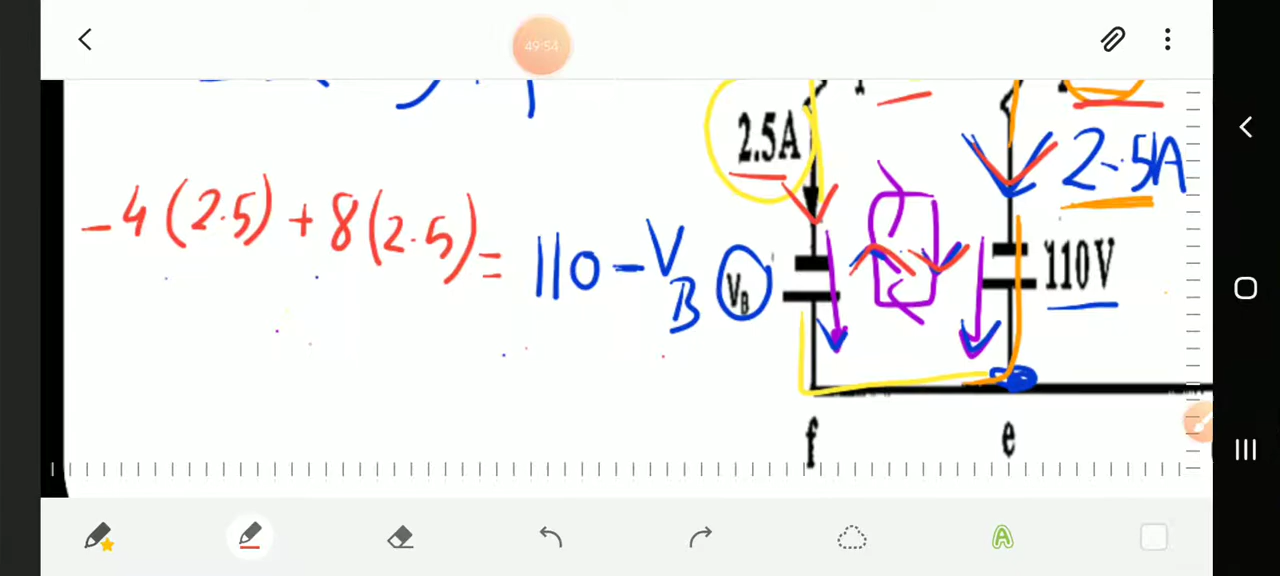 49:54
2.5A
2.5A
-4(2.5) + 8(2.5) = 110 - VB
VB
110V
f
e
A